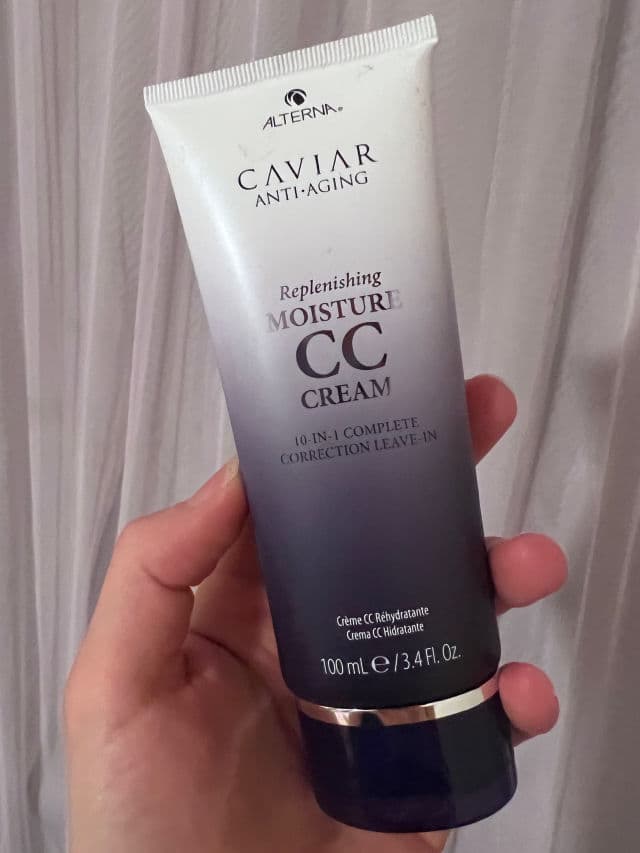 ALTERNA®
CAVIAR
ANTI•AGING
Replenishing
MOISTURE
CC
CREAM
10-IN-1 COMPLETE
CORRECTION LEAVE-IN
Crème CC Réhydratante
Crema CC Hidratante
100 mL ℮ / 3.4 Fl. Oz.